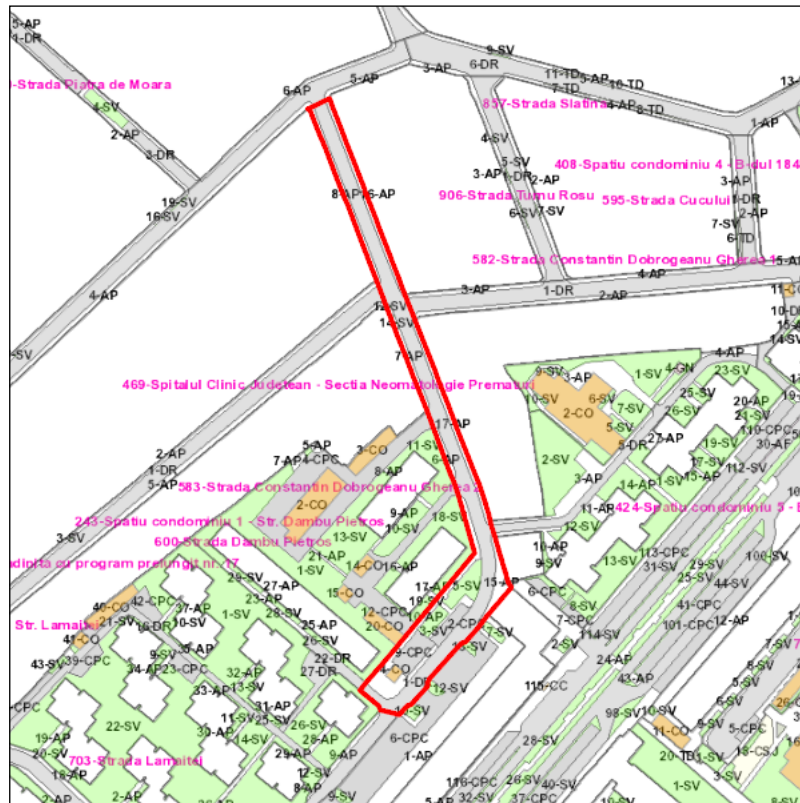 5-AP
1-DR
9-SV
6-DR
3-AP
11-TD
5-AP
10-TD
7-TD
13-
5-AP
6-AP
857-Strada Slatina
4-AP
8-TD
1-AP
9-Strada Piatra de Moara
4-SV
2-AP
3-DR
4-SV
5-SV
3-AP
1-DR
2-AP
408-Spatiu condominiu 4 - B-dul 184
3-AP
906-Strada Turnu Rosu
595-Strada Cucului
1-DR
2-AP
6-SV
7-SV
7-SV
6-TD
8-AP
16-AP
19-SV
16-SV
582-Strada Constantin Dobrogeanu Gherea 1
15-A
4-AP
3-AP
1-DR
2-AP
11-CO
10-D
4-AP
12-SV
14-SV
7-AP
14-S
-SV
4-AP
469-Spitalul Clinic Judetean - Sectia Neomatologie Prematuri
9-SV
3-AP
1-SV
4-GN
23-SV
10-SV
6-SV
2-CO
7-SV
5-SV
25-SV
26-SV
20-AP
21-SV
110-CPC
17-AP
5-DR
27-AP
19-SV
30-AF
2-AP
1-DR
5-AP
5-AP
3-CO
11-SV
7-AP
4-CPC
8-AP
6-AP
2-SV
3-AP
17-SV
15-AP
112-SV
14-AP
1-SV
583-Strada Constantin Dobrogeanu Gherea 2
2-CO
9-AP
10-SV
18-SV
11-AP
12-SV
424-Spatiu condominiu 5 - B
243-Spatiu condominiu 1 - Str. Dambu Pietros
13-SV
600-Strada Dambu Pietros
3-SV
21-AP
1-SV
14-CO
16-AP
10-AP
9-SV
113-CPC
31-SV
13-SV
100-SV
29-SV
25-SV
44-SV
adipita cu program prelungit nr. 17
29-SV
27-AP
23-AP
28-SV
15-CO
17-AP
19-SV
5-SV
15-AP
6-CPC
8-SV
41-CPC
101-CPC
12-AP
40-CO
42-CPC
21-SV
37-AP
10-SV
1-SV
12-CPC
10-AP
20-CO
3-SV
2-CPC
7-SV
7-CPC
2-SV
114-SV
Str. Lamaitei
41-CO
25-AP
26-SV
9-CPC
13-SV
43-SV
39-CPC
9-SV
35-AP
34-AP
23-CPC
22-DR
27-DR
4-CO
1-DR
12-SV
24-AP
43-AP
32-AP
13-SV
115-CC
33-AP
31-AP
11-SV
25-SV
26-SV
98-SV
10-SV
22-SV
19-AP
20-SV
30-AP
14-SV
28-AP
6-CPC
11-CO
9-SV
5-CPC
28-SV
703-Strada Lamaitei
18-AP
29-AP
9-AP
1-AP
20-TD
1-SV
18-CSJ
12-SV
8-AP
116-CPC
26-SV
40-SV
3-SV
1-SV
2-AP
2-AP
9-SV
32-SV
37-CPC
8-SV